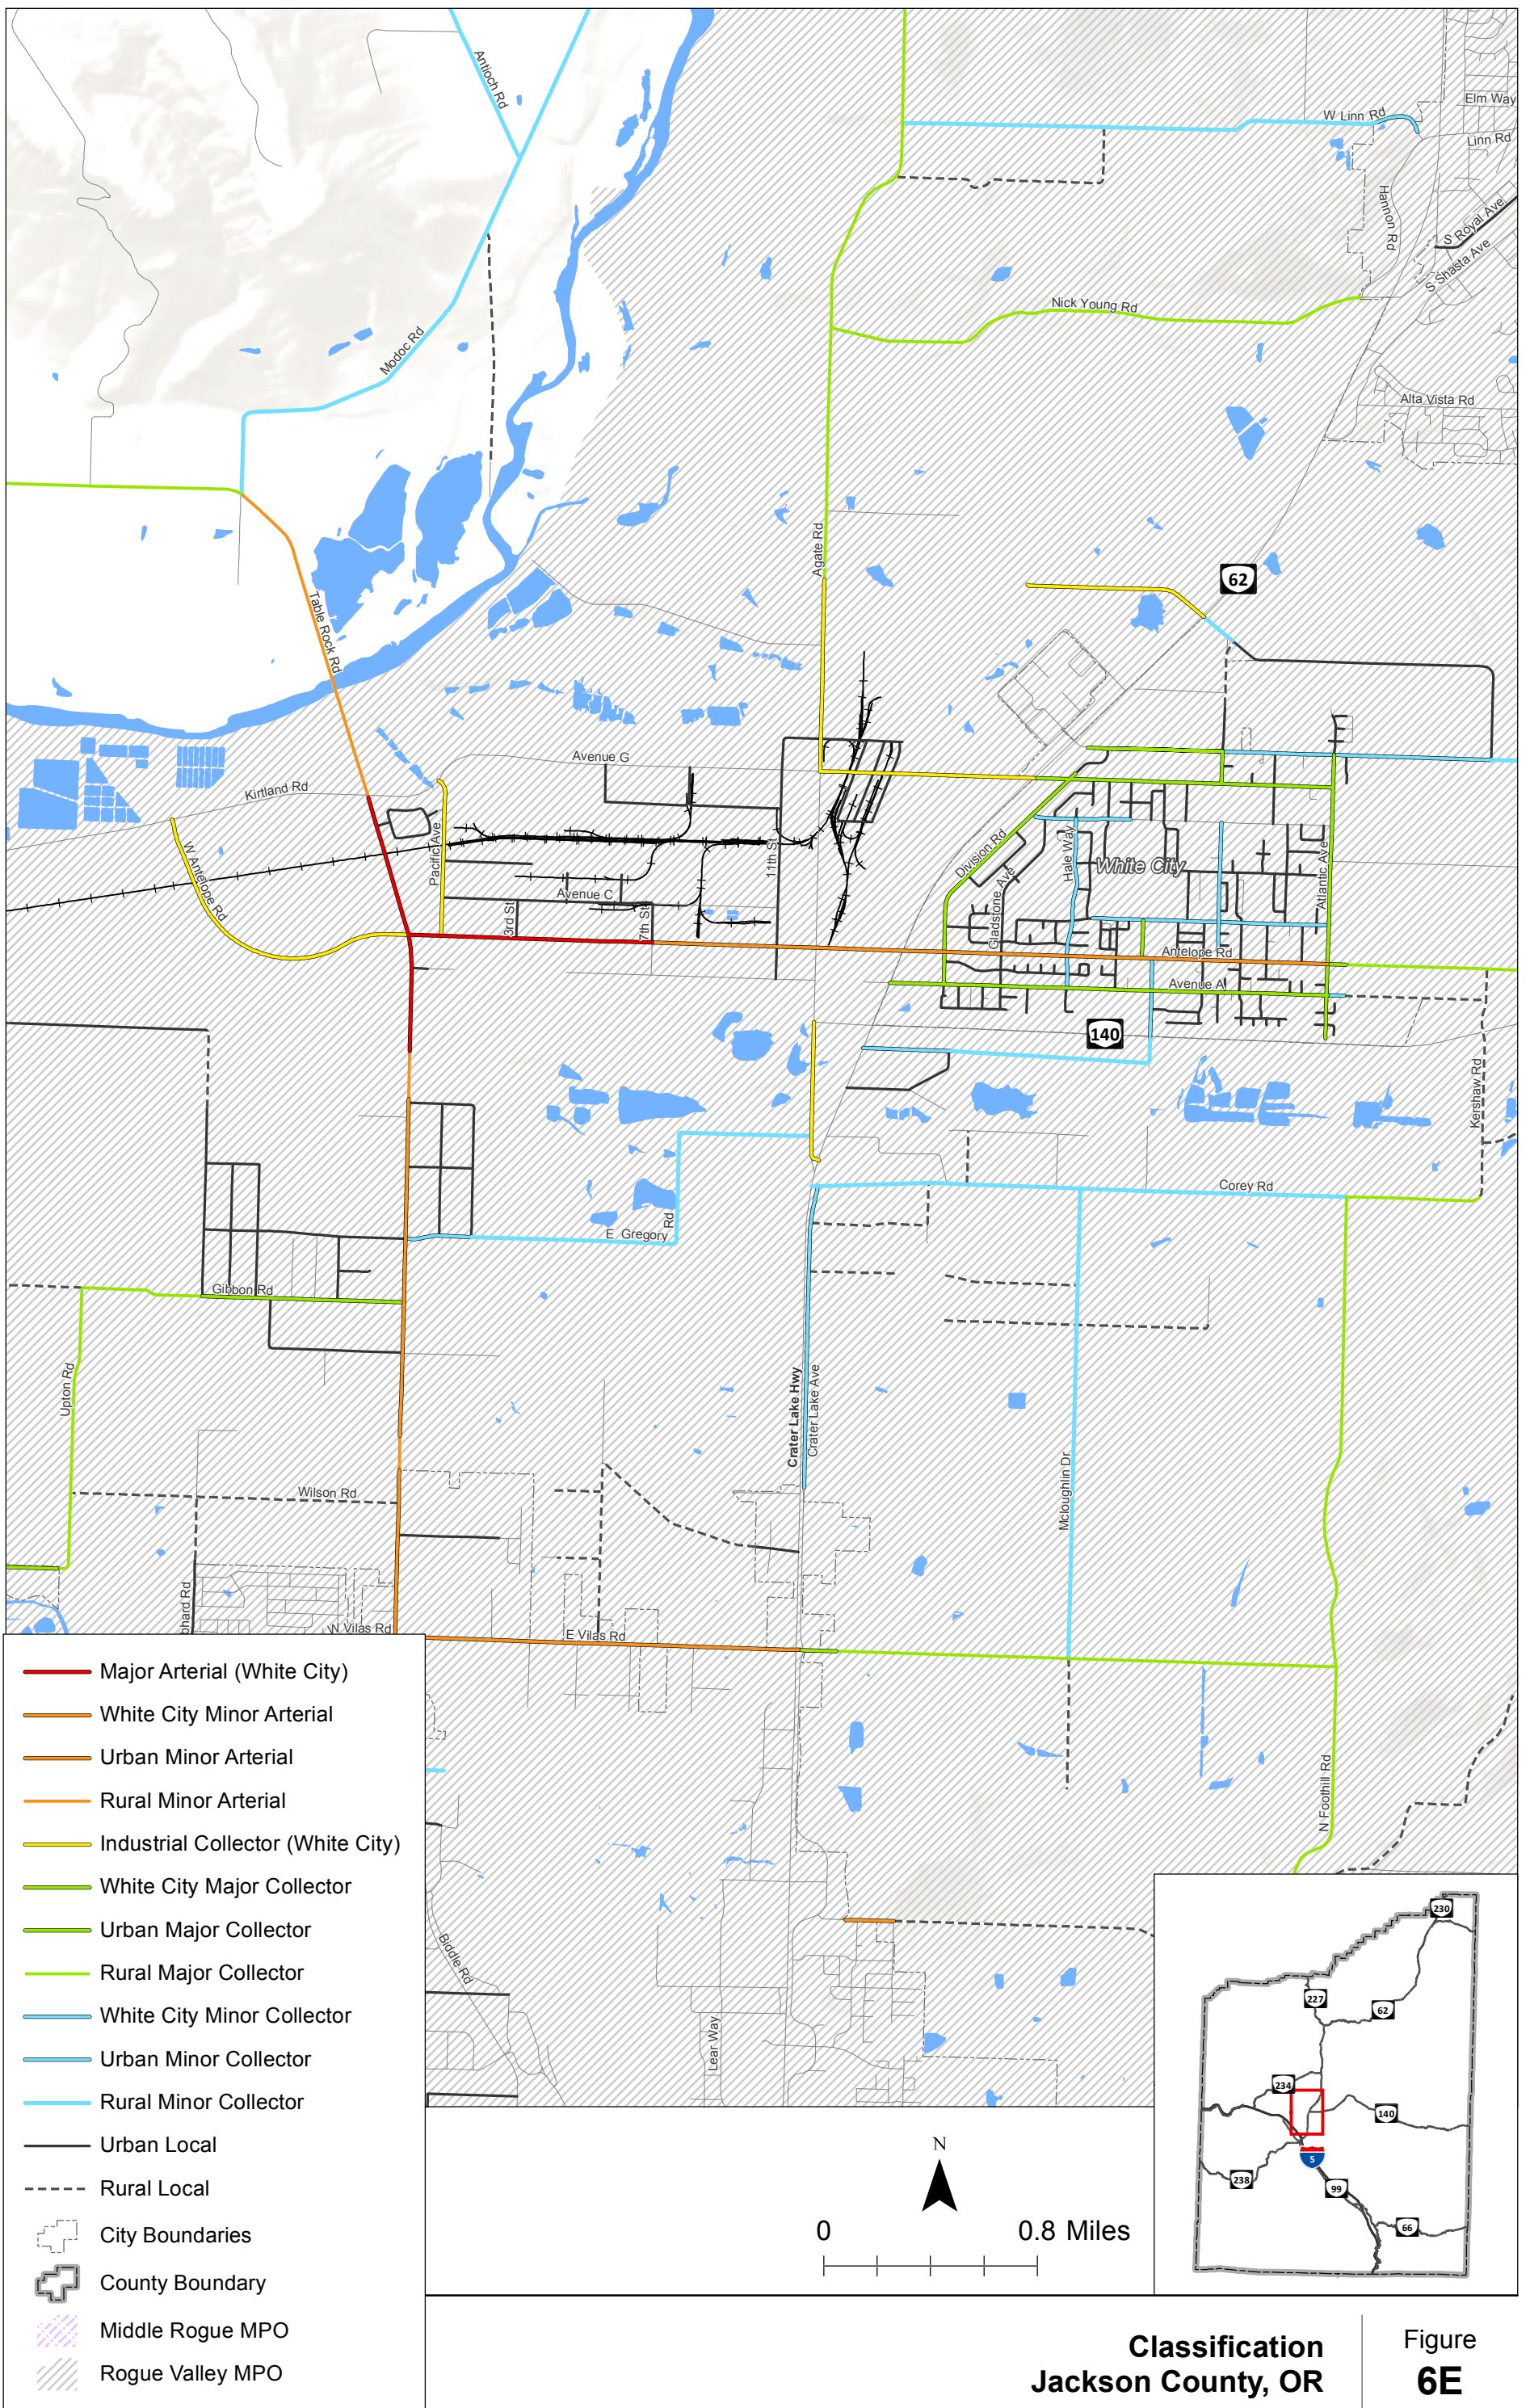 Antioch Rd
Elm Way
W Linn Rd
Linn Rd
Hannon Rd
S Royal Ave
S Shasta Ave
Nick Young Rd
Modoc Rd
Alta Vista Rd
Agate Rd
62
Table Rock Rd
Avenue G
Kirtland Rd
Pacific Ave
11th St
Division Rd
Hale Way
White City
W Antelope Rd
Avenue C
Gladstone Ave
Atlantic Ave
3rd St
7th St
Antelope Rd
Avenue A
140
Kershaw Rd
Corey Rd
E Gregory
Rd
Gibbon Rd
Upton Rd
Crater Lake Hwy
Crater Lake Ave
Mcloughlin Dr
Wilson Rd
hard Rd
W Vilas Rd
E Vilas Rd
N Foothill Rd
Biddle Rd
Lear Way
Major Arterial (White City)
White City Minor Arterial
Urban Minor Arterial
Rural Minor Arterial
Industrial Collector (White City)
White City Major Collector
Urban Major Collector
Rural Major Collector
White City Minor Collector
Urban Minor Collector
Rural Minor Collector
Urban Local
Rural Local
City Boundaries
County Boundary
Middle Rogue MPO
Rogue Valley MPO
N
0 0.8 Miles
230
227
62
234
140
5
238
99
66
Classification
Jackson County, OR
Figure
6E